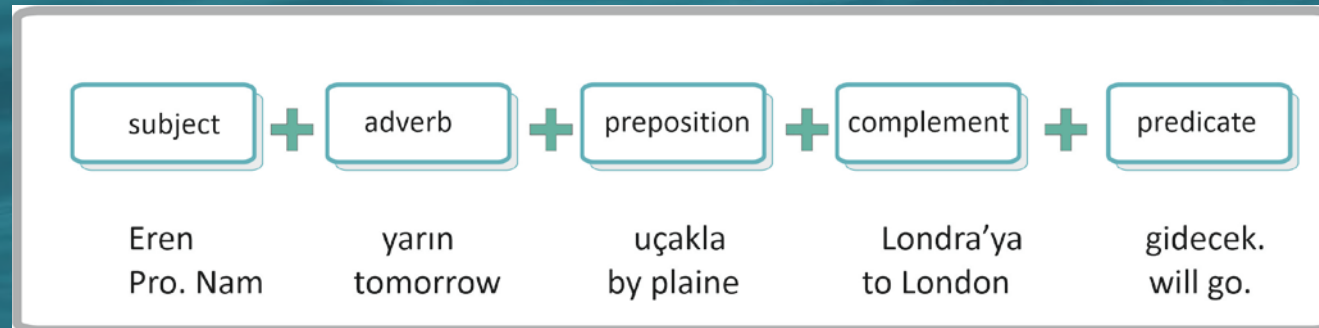 subject + adverb + preposition + complement + predicate
Eren yarın uçakla Londra'ya gidecek.
Pro. Nam tomorrow by plaine to London will go.